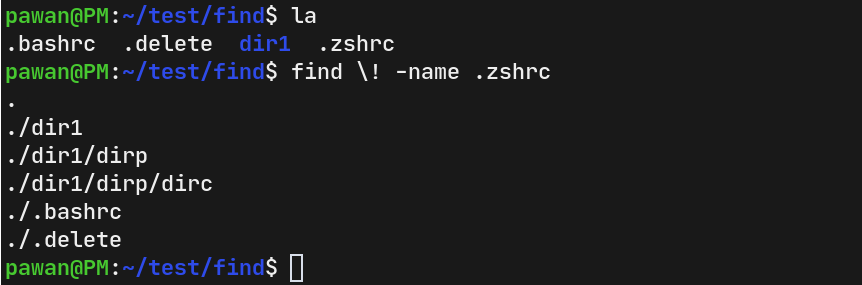 pawan@PM:~/test/find$ la
.bashrc  .delete  dir1  .zshrc
pawan@PM:~/test/find$ find \! -name .zshrc
.
./dir1
./dir1/dirp
./dir1/dirp/dirc
./.bashrc
./.delete
pawan@PM:~/test/find$